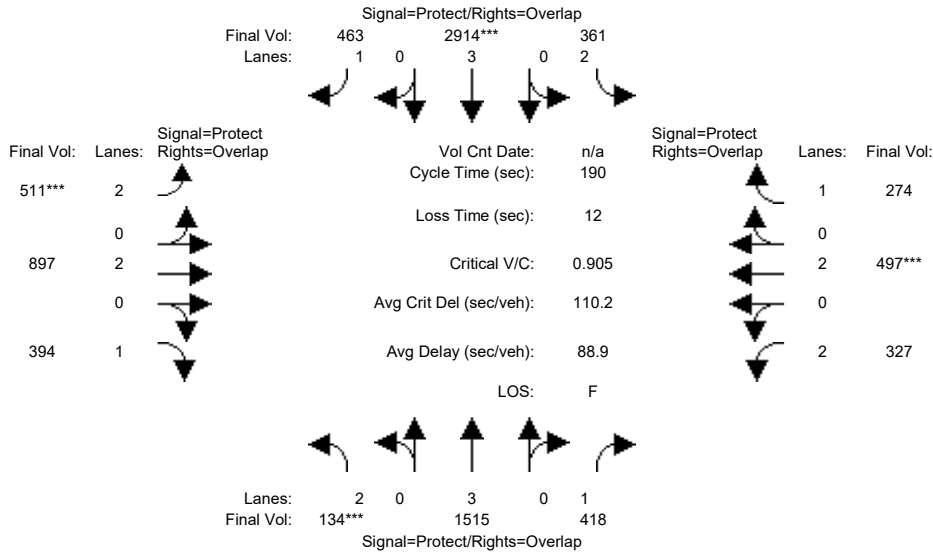 Signal=Protect/Rights=Overlap
Final Vol: 463 2914*** 361
Lanes: 1 0 3 0 2
Signal=Protect
Final Vol: Lanes: Rights=Overlap
Vol Cnt Date: n/a
Signal=Protect
Rights=Overlap Lanes: Final Vol:
Cycle Time (sec): 190
511*** 2
1 274
Loss Time (sec): 12
0
0
897 2
Critical V/C: 0.905
2 497***
0
Avg Crit Del (sec/veh): 110.2
0
394 1
Avg Delay (sec/veh): 88.9
2 327
LOS: F
Lanes: 2 0 3 0 1
Final Vol: 134*** 1515 418
Signal=Protect/Rights=Overlap